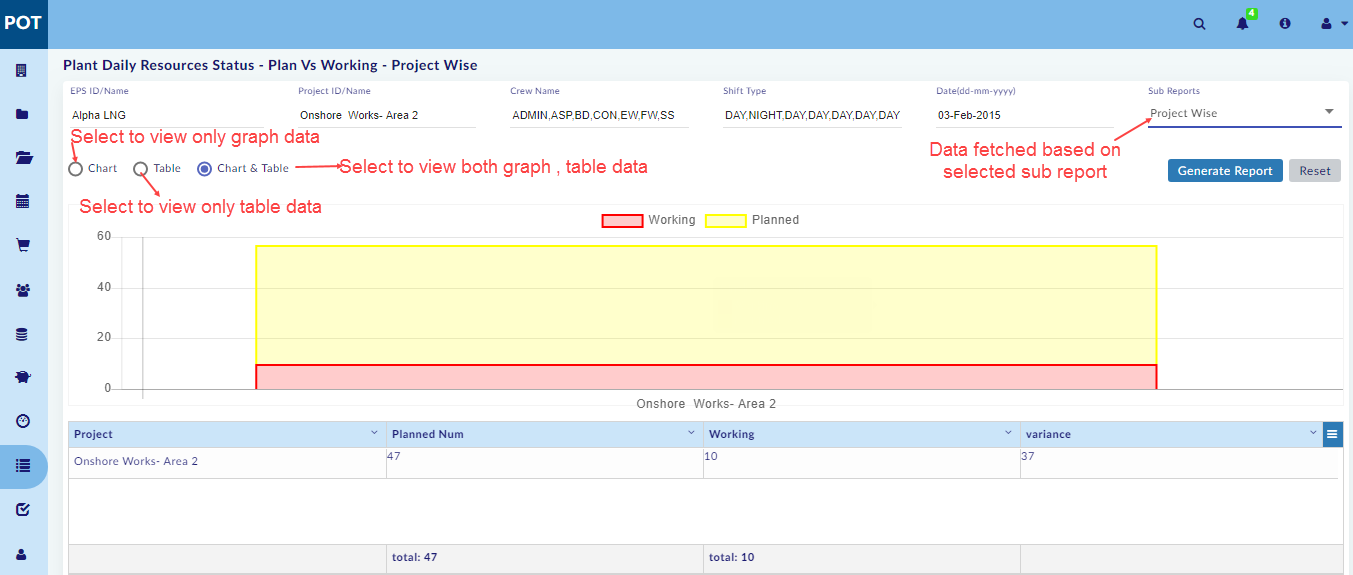 POT
4
Plant Daily Resources Status - Plan Vs Working - Project Wise
EPS ID/Name
Project ID/Name
Crew Name
Shift Type
Date(dd-mm-yyyy)
Sub Reports
Alpha LNG
Onshore Works- Area 2
ADMIN,ASP,BD,CON,EW,FW,SS
DAY,NIGHT,DAY,DAY,DAY,DAY,DAY
03-Feb-2015
Project Wise
Select to view only graph data
Data fetched based on
selected sub report
Chart
Table
Chart & Table
Select to view both graph , table data
Generate Report
Reset
Select to view only table data
Working
Planned
60
40
20
0
Onshore Works- Area 2
Project
Planned Num
Working
variance
Onshore Works- Area 2
47
10
37
total: 47
total: 10